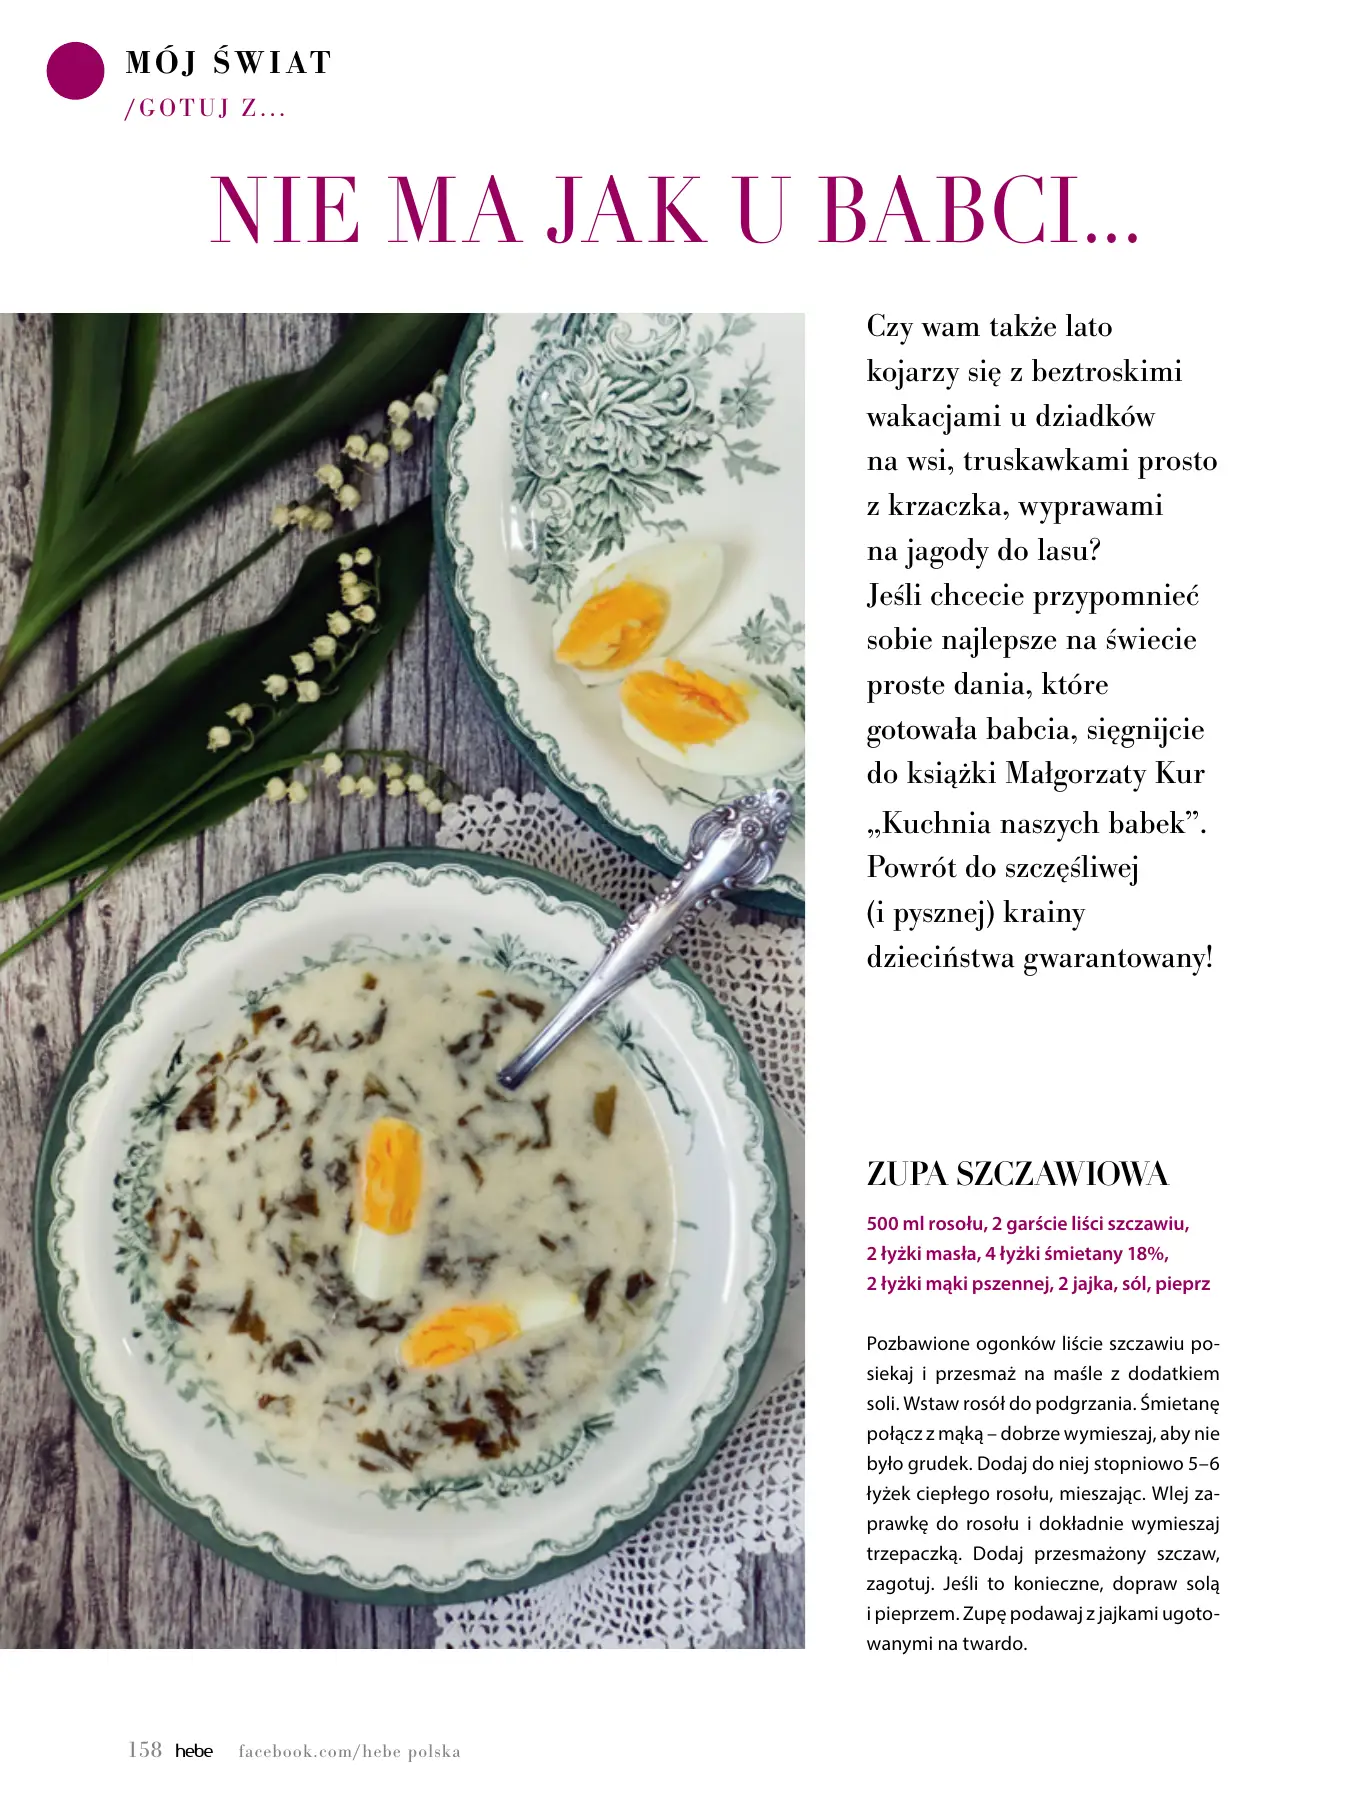 MÓJ ŚWIAT
/GOTUJ Z...
NIE MA JAK U BABCI...
Czy wam także lato
kojarzy się z beztroskimi
wakacjami u dziadków
na wsi, truskawkami prosto
z krzaczka, wyprawami
na jagody do lasu?
Jeśli chcecie przypomnieć
sobie najlepsze na świecie
proste dania, które
gotowała babcia, sięgnijcie
do książki Małgorzaty Kur
„Kuchnia naszych babek”.
Powrót do szczęśliwej
(i pysznej) krainy
dzieciństwa gwarantowany!
ZUPA SZCZAWIOWA
500 ml rosołu, 2 garście liści szczawiu,
2 łyżki masła, 4 łyżki śmietany 18%,
2 łyżki mąki pszennej, 2 jajka, sól, pieprz
Pozbawione ogonków liście szczawiu po-
siekaj i przesmaż na maśle z dodatkiem
soli. Wstaw rosół do podgrzania. Śmietanę
połącz z mąką – dobrze wymieszaj, aby nie
było grudek. Dodaj do niej stopniowo 5–6
łyżek ciepłego rosołu, mieszając. Wlej za-
prawkę do rosołu i dokładnie wymieszaj
trzepaczką. Dodaj przesmażony szczaw,
zagotuj. Jeśli to konieczne, dopraw solą
i pieprzem. Zupę podawaj z jajkami ugoto-
wanymi na twardo.
158 hebe facebook.com/hebe polska